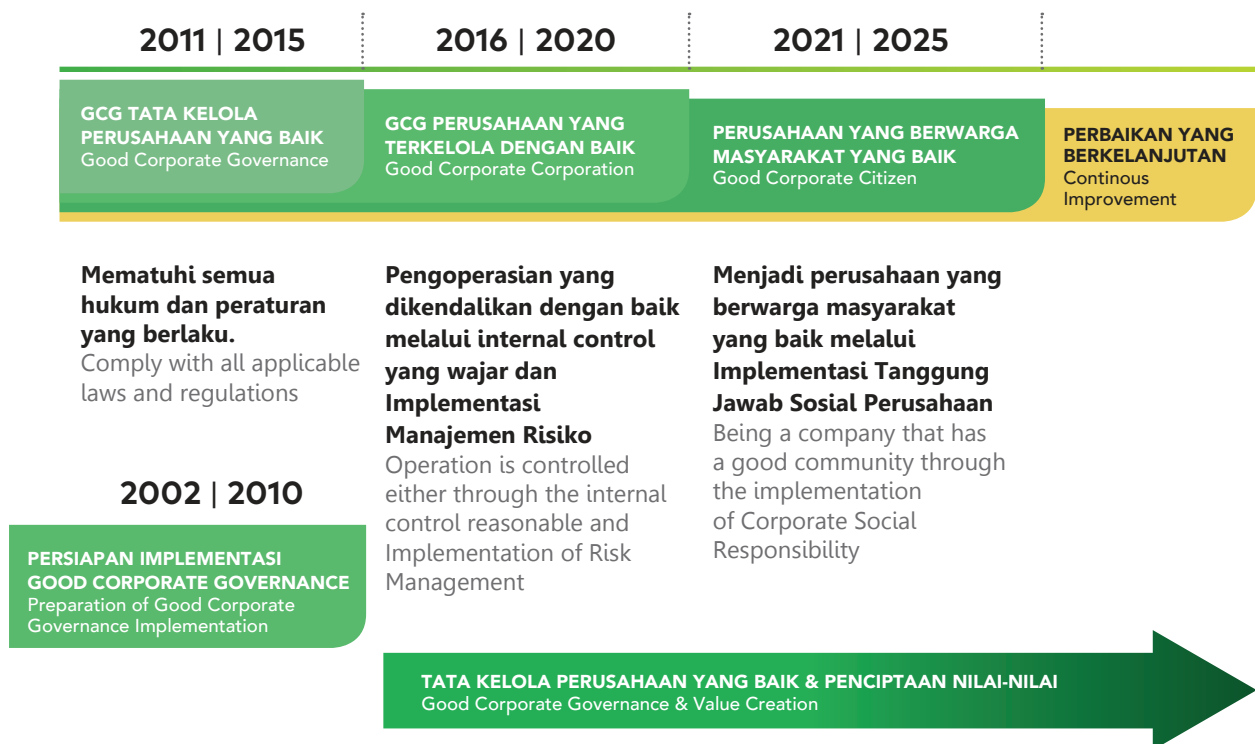 2011 | 2015
2016 | 2020
2021 | 2025
GCG TATA KELOLA
PERUSAHAAN YANG BAIK
Good Corporate Governance
GCG PERUSAHAAN YANG
TERKELOLA DENGAN BAIK
Good Corporate Corporation
PERUSAHAAN YANG BERWARGA
MASYARAKAT YANG BAIK
Good Corporate Citizen
PERBAIKAN YANG
BERKELANJUTAN
Continous
Improvement
Mematuhi semua
hukum dan peraturan
yang berlaku.
Comply with all applicable
laws and regulations
Pengoperasian yang
dikendalikan dengan baik
melalui internal control
yang wajar dan
Implementasi
Manajemen Risiko
Operation is controlled
either through the internal
control reasonable and
Implementation of Risk
Management
Menjadi perusahaan yang
berwarga masyarakat
yang baik melalui
Implementasi Tanggung
Jawab Sosial Perusahaan
Being a company that has
a good community through
the implementation
of Corporate Social
Responsibility
2002 | 2010
PERSIAPAN IMPLEMENTASI
GOOD CORPORATE GOVERNANCE
Preparation of Good Corporate
Governance Implementation
TATA KELOLA PERUSAHAAN YANG BAIK & PENCIPTAAN NILAI-NILAI
Good Corporate Governance & Value Creation